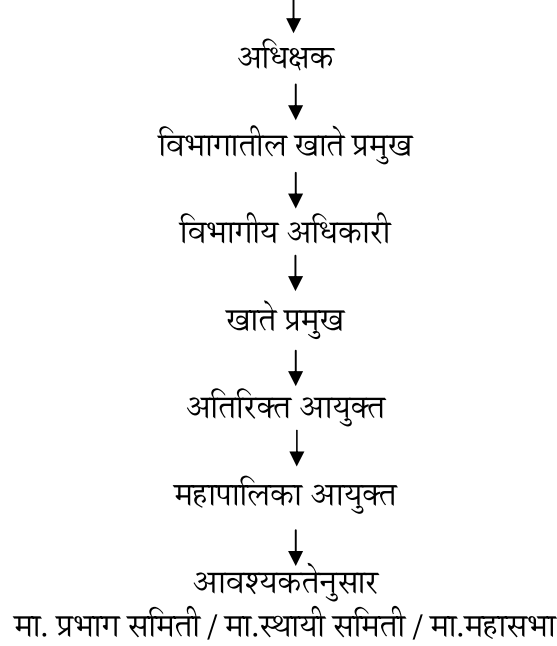 अधिक्षक
विभागातील खाते प्रमुख
विभागीय अधिकारी
खाते प्रमुख
अतिरिक्त आयुक्त
महापालिका आयुक्त
आवश्यकतेनुसार
मा. प्रभाग समिती / मा.स्थायी समिती / मा.महासभा